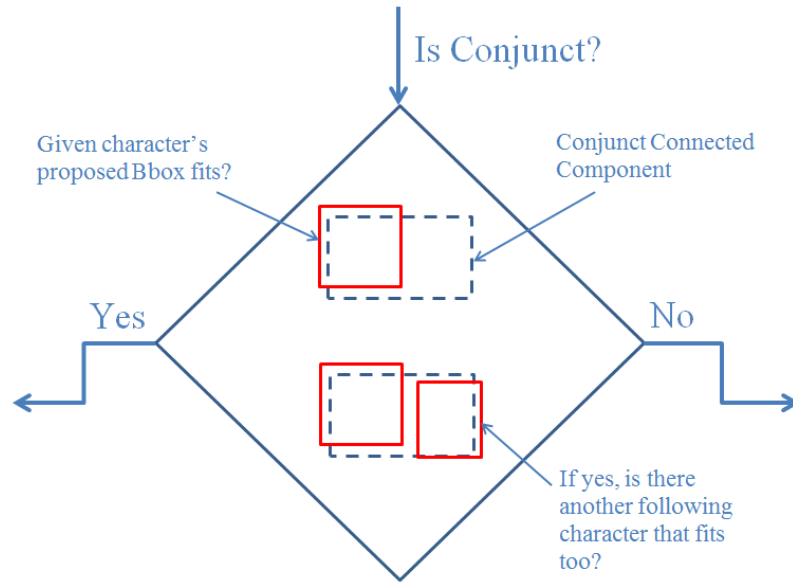 Is Conjunct?
Given character's
proposed Bbox fits?
Conjunct Connected
Component
Yes
No
If yes, is there
another following
character that fits
too?